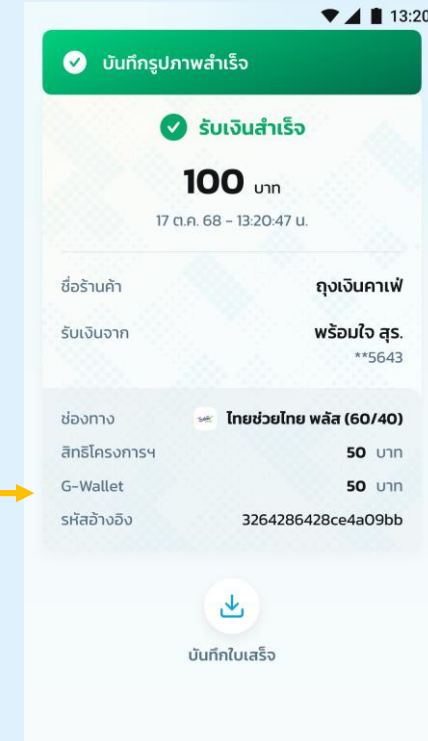 13:20
บันทึกรูปภาพสำเร็จ
รับเงินสำเร็จ
100 บาท
17 ต.ค. 68 - 13:20:47 น.
ชื่อร้านค้า ถุงเงินคาเฟ่
รับเงินจาก พร้อมใจ สุร.
**5643
ช่องทาง ไทยช่วยไทย พลัส (60/40)
สิทธิโครงการฯ 50 บาท
G-Wallet 50 บาท
รหัสอ้างอิง 3264286428ce4a09bb
บันทึกใบเสร็จ